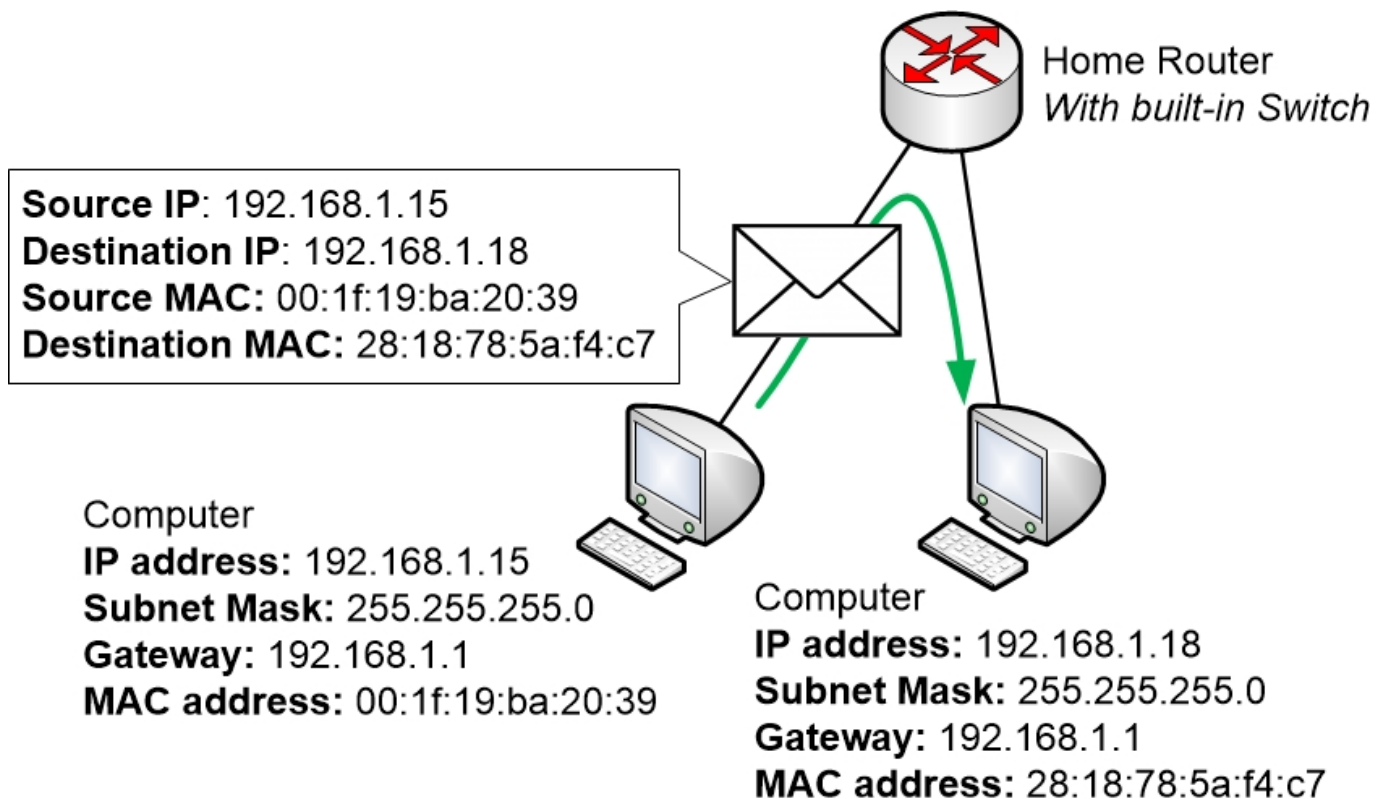 Home Router
With built-in Switch
Source IP: 192.168.1.15
Destination IP: 192.168.1.18
Source MAC: 00:1f:19:ba:20:39
Destination MAC: 28:18:78:5a:f4:c7
Computer
IP address: 192.168.1.15
Subnet Mask: 255.255.255.0
Gateway: 192.168.1.1
MAC address: 00:1f:19:ba:20:39
Computer
IP address: 192.168.1.18
Subnet Mask: 255.255.255.0
Gateway: 192.168.1.1
MAC address: 28:18:78:5a:f4:c7